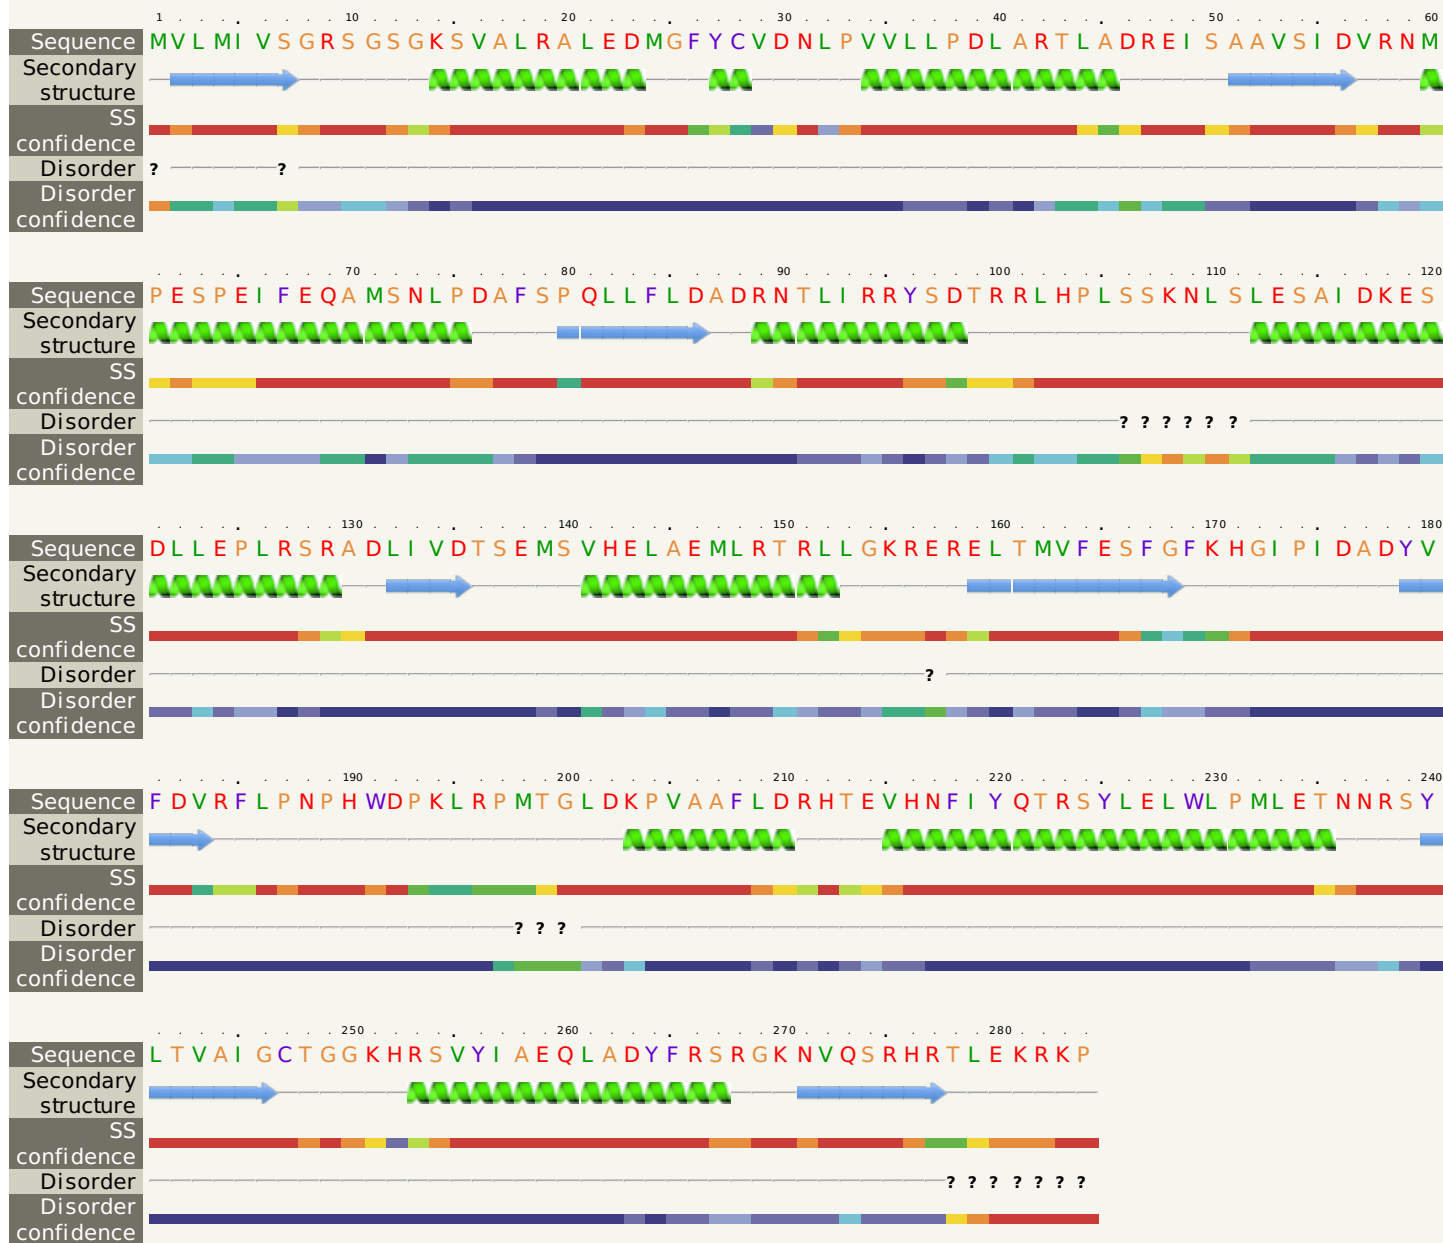 1 10 20 30 40 50 60
Sequence MVLMIVSGRSGSGKSVALRALEDMGFYCVDNLPVVLLPDLARTLADREISAAVSIDVRNM
Secondary
structure
SS
confidence
Disorder ? ?
Disorder
confidence
70 80 90 100 110 120
Sequence PESPEIFEQAMSNLPDAFSPQLLFLDADRNTLIRRYSDTRRLHPLSSKNLSLESAIDKES
Secondary
structure
SS
confidence
Disorder ? ? ? ? ? ?
Disorder
confidence
130 140 150 160 170 180
Sequence DLLEPLRSRADLIVDTSEMSVHELAEMLRTRLLGKRERELTMVFESFGFKHGIPIDADYV
Secondary
structure
SS
confidence
Disorder ?
Disorder
confidence
190 200 210 220 230 240
Sequence FDVRFLPNPHWDPKLRPMTGLDKPVAAFLDRHTEVHNFIYQTRSYLELWLPMLETNNRSY
Secondary
structure
SS
confidence
Disorder ? ? ?
Disorder
confidence
250 260 270 280
Sequence LTVAIGCTGGKHRSVYIAEQLADYFRSRGKNVQSRHRTLEKRKP
Secondary
structure
SS
confidence
Disorder ? ? ? ? ? ? ?
Disorder
confidence